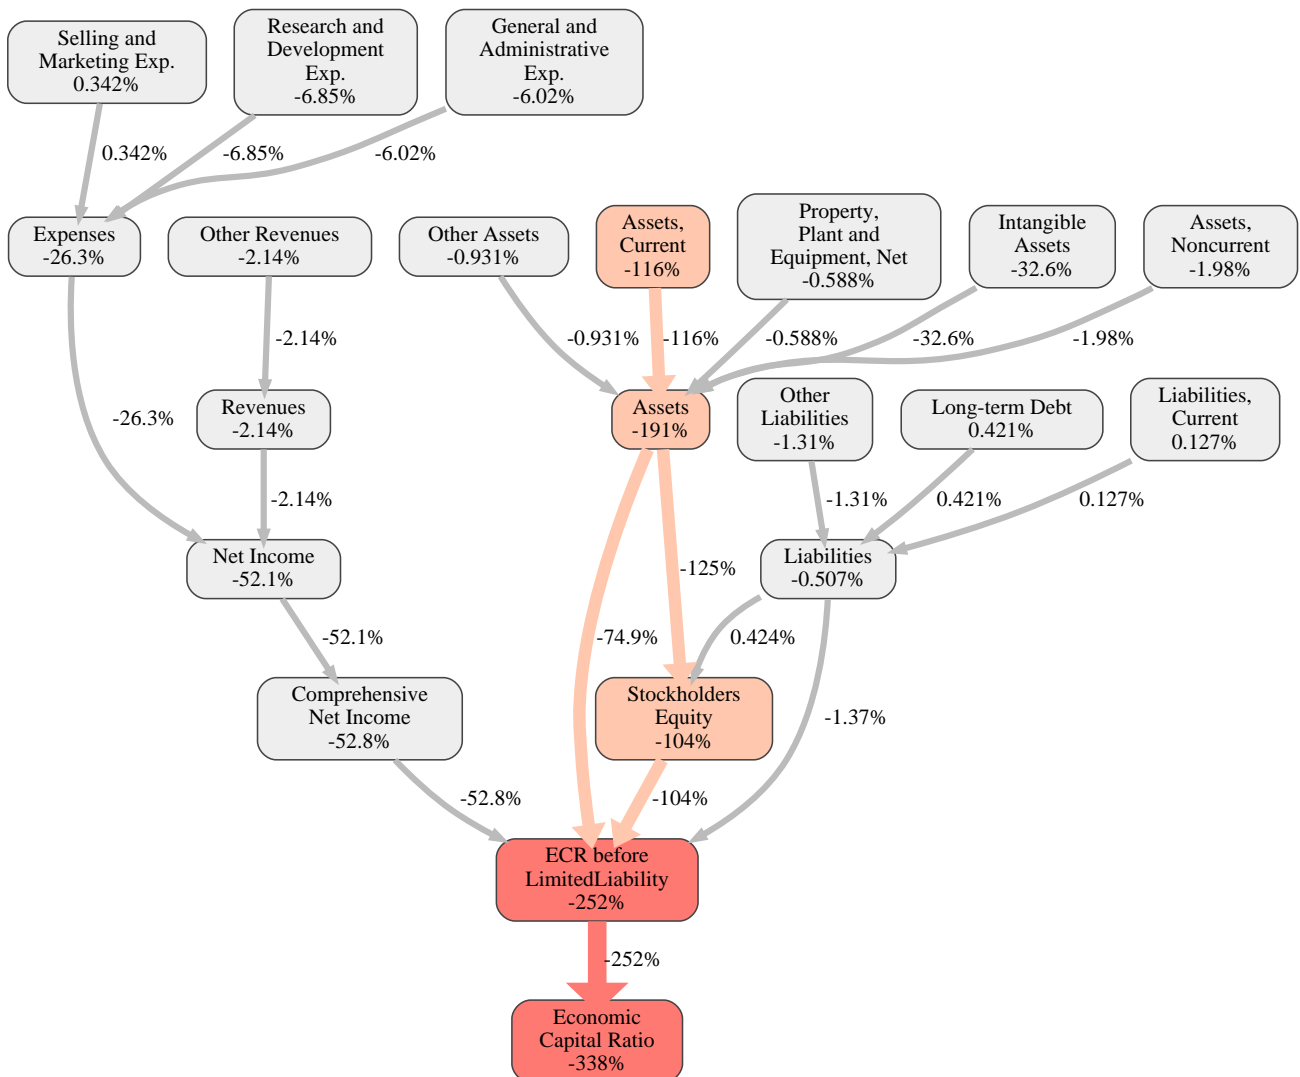 Selling and
Marketing Exp.
0.342%
Research and
Development
Exp.
-6.85%
General and
Administrative
Exp.
-6.02%
0.342%
-6.85%
-6.02%
Expenses
-26.3%
Other Revenues
-2.14%
Other Assets
-0.931%
Assets,
Current
-116%
Property,
Plant and
Equipment, Net
-0.588%
Intangible
Assets
-32.6%
Assets,
Noncurrent
-1.98%
-2.14%
-0.931%
-116%
-0.588%
-32.6%
-1.98%
-26.3%
Revenues
-2.14%
Assets
-191%
Other
Liabilities
-1.31%
Long-term Debt
0.421%
Liabilities,
Current
0.127%
-2.14%
-1.31%
0.421%
0.127%
Net Income
-52.1%
-125%
Liabilities
-0.507%
-52.1%
-74.9%
0.424%
Comprehensive
Net Income
-52.8%
Stockholders
Equity
-104%
-1.37%
-52.8%
-104%
ECR before
LimitedLiability
-252%
-252%
Economic
Capital Ratio
-338%